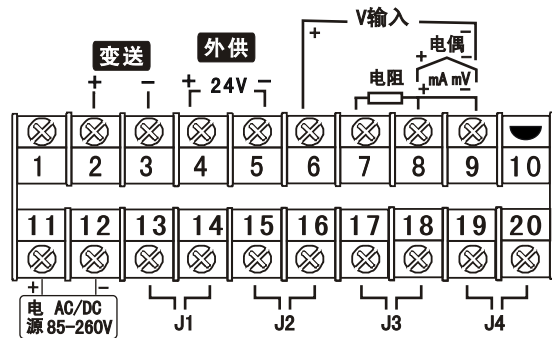 V输入
+ −
变送
外供
电偶
+ −
+ −
+ 24V −
电阻
+mA mV−
1 2 3 4 5 6 7 8 9 10
11 12 13 14 15 16 17 18 19 20
+ −
电 AC/DC
源 85-260V
J1 J2 J3 J4